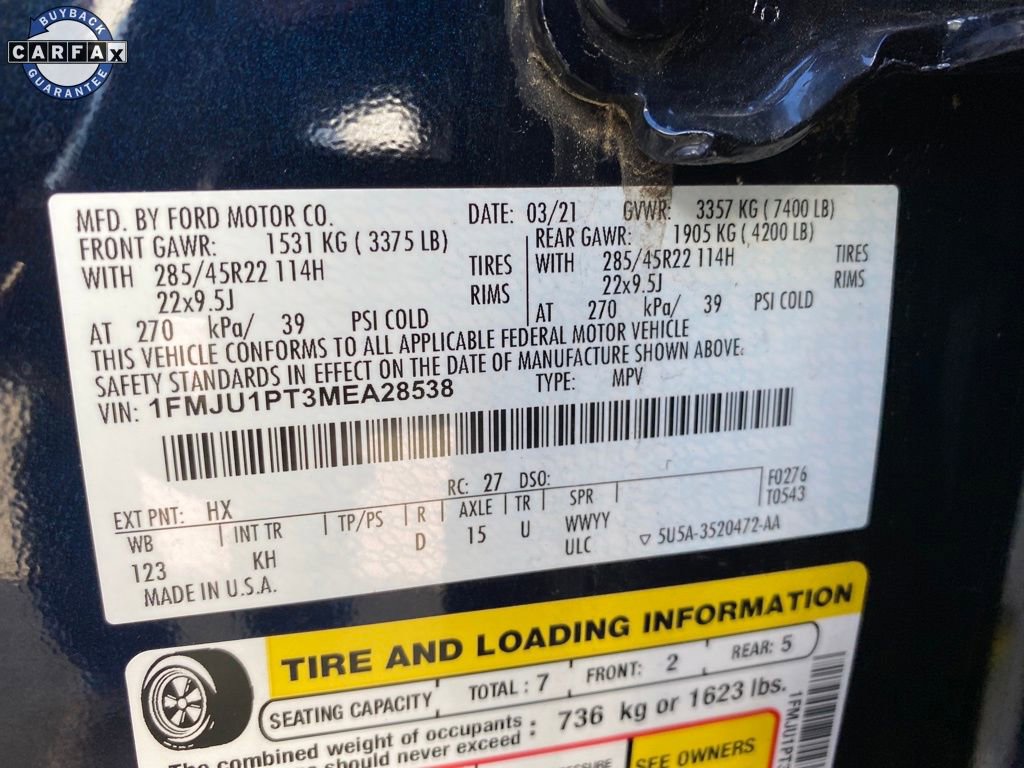 BUYBACK
CARFAX
GUARANTEE
MFD. BY FORD MOTOR CO. DATE: 03/21 GVWR: 3357 KG ( 7400 LB)
FRONT GAWR: 1531 KG ( 3375 LB) REAR GAWR: 1905 KG ( 4200 LB)
WITH 285/45R22 114H TIRES WITH 285/45R22 114H TIRES
22x9.5J RIMS 22x9.5J RIMS
AT 270 kPa/ 39 PSI COLD AT 270 kPa/ 39 PSI COLD
THIS VEHICLE CONFORMS TO ALL APPLICABLE FEDERAL MOTOR VEHICLE
SAFETY STANDARDS IN EFFECT ON THE DATE OF MANUFACTURE SHOWN ABOVE.
VIN: 1FMJU1PT3MEA28538 TYPE: MPV
EXT PNT: HX RC: 27 DSO: F0276
WB INT TR TP/PS R AXLE TR SPR T0543
123 KH D 15 U WWYY
ULC ▽ 5U5A-3520472-AA
MADE IN U.S.A.
TIRE AND LOADING INFORMATION
SEATING CAPACITY TOTAL : 7 FRONT: 2 REAR: 5
The combined weight of occupants
should never exceed : 736 kg or 1623 lbs.
SEE OWNERS
1FMJU1PT3